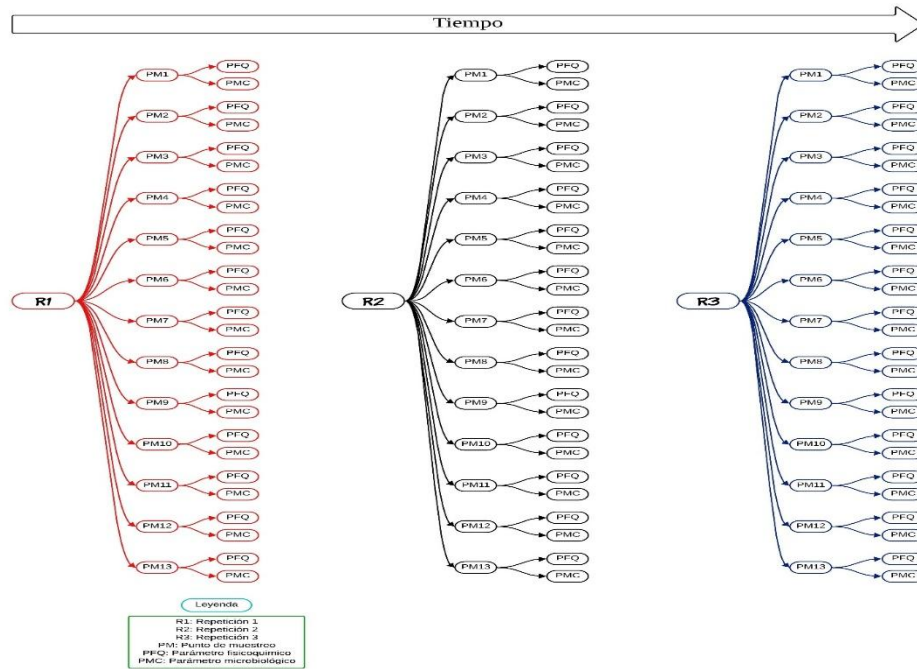 Tiempo
R1
PM1
PFQ
PMC
PM2
PFQ
PMC
PM3
PFQ
PMC
PM4
PFQ
PMC
PM5
PFQ
PMC
PM6
PFQ
PMC
PM7
PFQ
PMC
PM8
PFQ
PMC
PM9
PFQ
PMC
PM10
PFQ
PMC
PM11
PFQ
PMC
PM12
PFQ
PMC
PM13
PFQ
PMC
R2
PM1
PFQ
PMC
PM2
PFQ
PMC
PM3
PFQ
PMC
PM4
PFQ
PMC
PM5
PFQ
PMC
PM6
PFQ
PMC
PM7
PFQ
PMC
PM8
PFQ
PMC
PM9
PFQ
PMC
PM10
PFQ
PMC
PM11
PFQ
PMC
PM12
PFQ
PMC
PM13
PFQ
PMC
R3
PM1
PFQ
PMC
PM2
PFQ
PMC
PM3
PFQ
PMC
PM4
PFQ
PMC
PM5
PFQ
PMC
PM6
PFQ
PMC
PM7
PFQ
PMC
PM8
PFQ
PMC
PM9
PFQ
PMC
PM10
PFQ
PMC
PM11
PFQ
PMC
PM12
PFQ
PMC
PM13
PFQ
PMC
Leyenda
R1: Repetición 1
R2: Repetición 2
R3: Repetición 3
PM: Punto de muestreo
PFQ: Parámetro fisicoquimico
PMC: Parámetro microbiológico